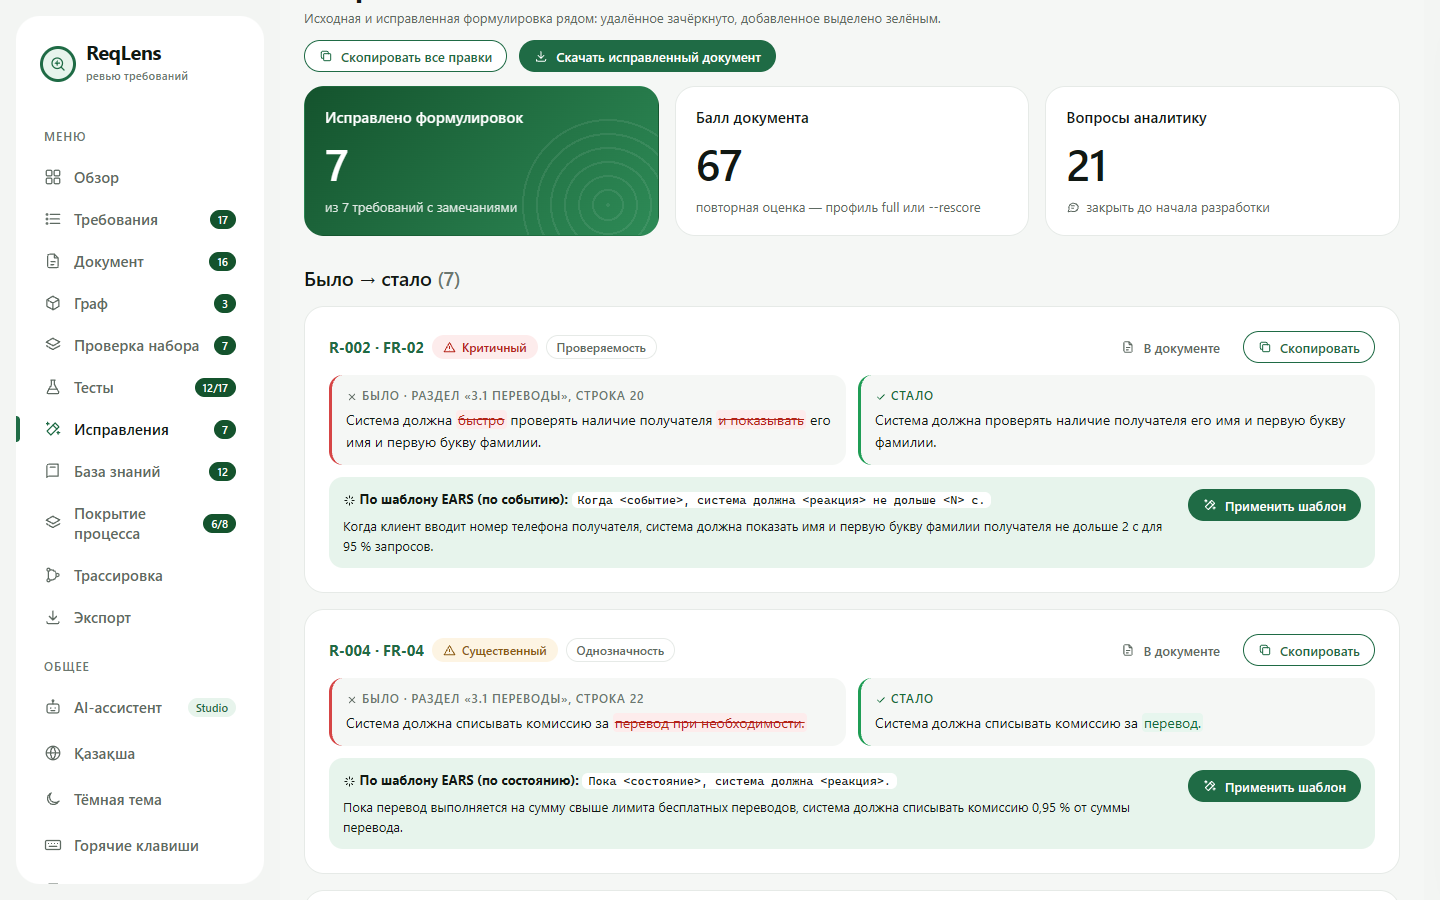 ReqLens
ревью требований
МЕНЮ
Обзор
Требования 17
Документ 16
Граф 3
Проверка набора 7
Тесты 12/17
Исправления 7
База знаний 12
Покрытие
процесса 6/8
Трассировка
Экспорт
ОБЩЕЕ
AI-ассистент Studio
Қазақша
Тёмная тема
Горячие клавиши
Исходная и исправленная формулировка рядом: удалённое зачёркнуто, добавленное выделено зелёным.
Скопировать все правки
Скачать исправленный документ
Исправлено формулировок
7
из 7 требований с замечаниями
Балл документа
67
повторная оценка — профиль full или --rescore
Вопросы аналитику
21
закрыть до начала разработки
Было → стало (7)
R-002 · FR-02 Критичный Проверяемость В документе Скопировать
× БЫЛО · РАЗДЕЛ «3.1 ПЕРЕВОДЫ», СТРОКА 20
Система должна быстро проверять наличие получателя и показывать его
имя и первую букву фамилии.
✓ СТАЛО
Система должна проверять наличие получателя его имя и первую букву
фамилии.
По шаблону EARS (по событию): Когда <событие>, система должна <реакция> не дольше <N> с.
Когда клиент вводит номер телефона получателя, система должна показать имя и первую букву фамилии получателя не дольше 2 с для
95 % запросов.
Применить шаблон
R-004 · FR-04 Существенный Однозначность В документе Скопировать
× БЫЛО · РАЗДЕЛ «3.1 ПЕРЕВОДЫ», СТРОКА 22
Система должна списывать комиссию за перевод при необходимости.
✓ СТАЛО
Система должна списывать комиссию за перевод.
По шаблону EARS (по состоянию): Пока <состояние>, система должна <реакция>.
Пока перевод выполняется на сумму свыше лимита бесплатных переводов, система должна списывать комиссию 0,95 % от суммы
перевода.
Применить шаблон